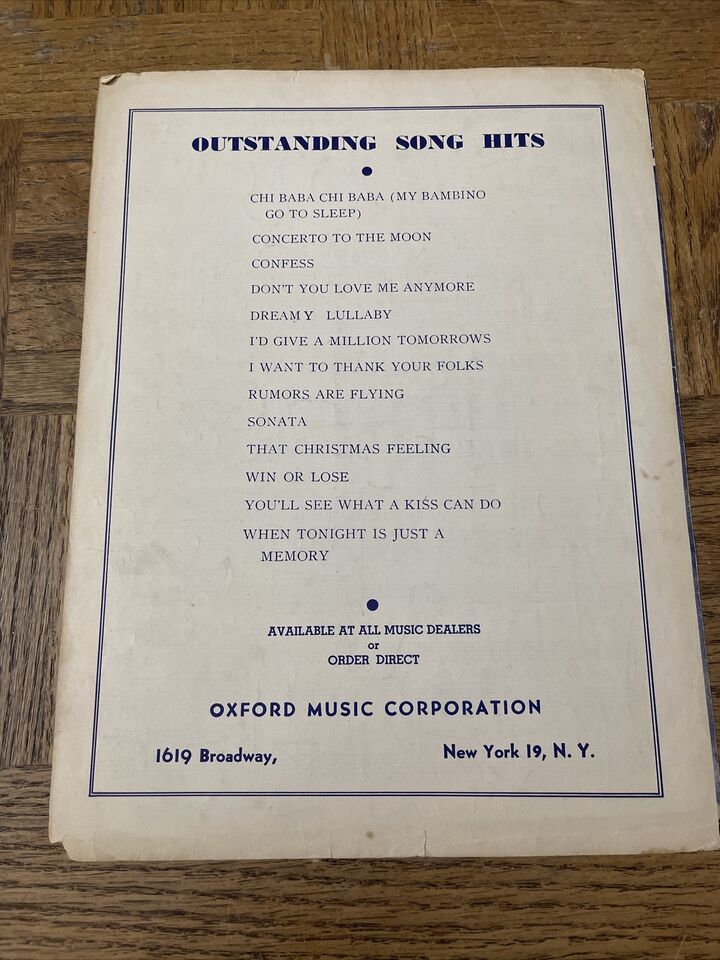 OUTSTANDING SONG HITS
CHI BABA CHI BABA (MY BAMBINO
GO TO SLEEP)
CONCERTO TO THE MOON
CONFESS
DON'T YOU LOVE ME ANYMORE
DREAMY LULLABY
I'D GIVE A MILLION TOMORROWS
I WANT TO THANK YOUR FOLKS
RUMORS ARE FLYING
SONATA
THAT CHRISTMAS FEELING
WIN OR LOSE
YOU'LL SEE WHAT A KISS CAN DO
WHEN TONIGHT IS JUST A
MEMORY
AVAILABLE AT ALL MUSIC DEALERS
or
ORDER DIRECT
OXFORD MUSIC CORPORATION
1619 Broadway, New York 19, N. Y.